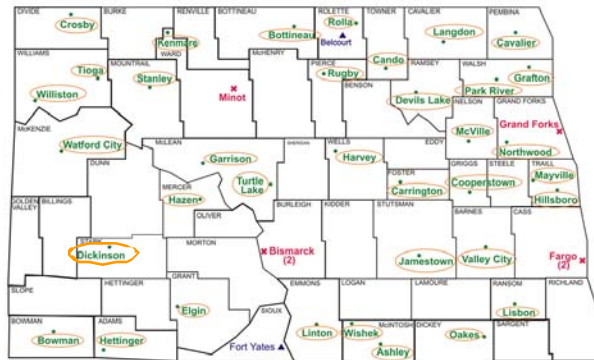 DIVIDE
BURKE
RENVILLE
BOTTINEAU
ROLETTE
TOWNER
CAVALIER
PEMBINA
Crosby
Kenmare
WARD
Bottineau
Rolla
Belcourt
Langdon
Cavalier
WILLIAMS
MOUNTRAIL
McHENRY
PIERCE
Cando
RAMSEY
WALSH
Tioga
Stanley
Rugby
BENSON
Grafton
Park River
Williston
Minot
Devils Lake
NELSON
GRAND FORKS
McKENZIE
Grand Forks
McVille
Watford City
McLEAN
SHERIDAN
WELLS
EDDY
Northwood
DUNN
Garrison
Harvey
FOSTER
GRIGGS
STEELE
TRAILL
Mayville
MERCER
Turtle
Lake
Carrington
Cooperstown
Hillsboro
Hazen
GOLDEN
VALLEY
BILLINGS
OLIVER
BURLEIGH
KIDDER
STUTSMAN
BARNES
CASS
STARK
Dickinson
MORTON
Bismarck
(2)
Jamestown
Valley City
Fargo
(2)
SLOPE
HETTINGER
GRANT
EMMONS
LOGAN
LAMOURE
RANSOM
RICHLAND
Elgin
SIOUX
Lisbon
BOWMAN
ADAMS
McINTOSH
DICKEY
SARGENT
Bowman
Hettinger
Linton
Wishek
Oakes
Fort Yates
Ashley